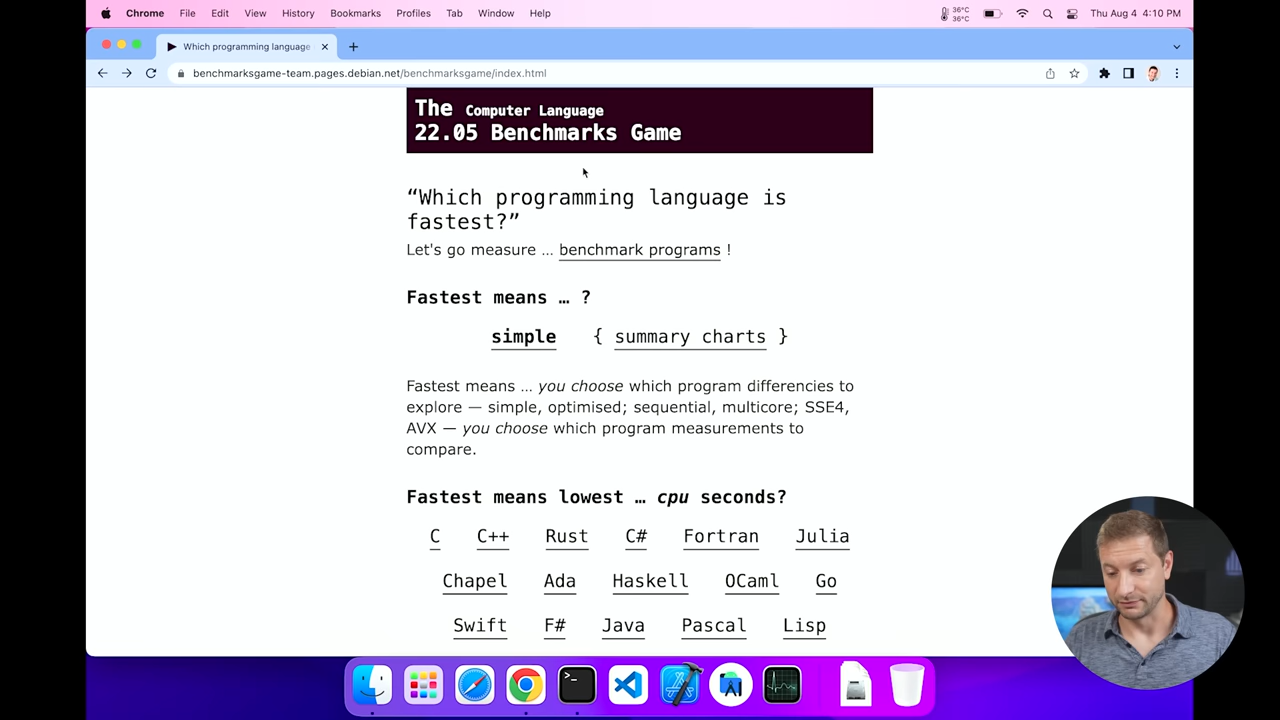 Chrome File Edit View History Bookmarks Profiles Tab Window Help 36°C 36°C Thu Aug 4 4:10 PM
Which programming language
benchmarksgame-team.pages.debian.net/benchmarksgame/index.html
The Computer Language
22.05 Benchmarks Game
“Which programming language is
fastest?”
Let's go measure ... benchmark programs !
Fastest means … ?
simple { summary charts }
Fastest means ... you choose which program differencies to
explore — simple, optimised; sequential, multicore; SSE4,
AVX — you choose which program measurements to
compare.
Fastest means lowest … cpu seconds?
C C++ Rust C# Fortran Julia
Chapel Ada Haskell OCaml Go
Swift F# Java Pascal Lisp
>_ AI